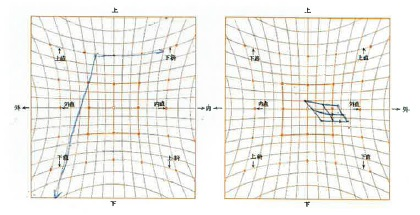 上 上
上直 下斜 下斜 上直
外 外直 内直 内 内直 外直 外
下直 上斜 上斜 下直
下 下